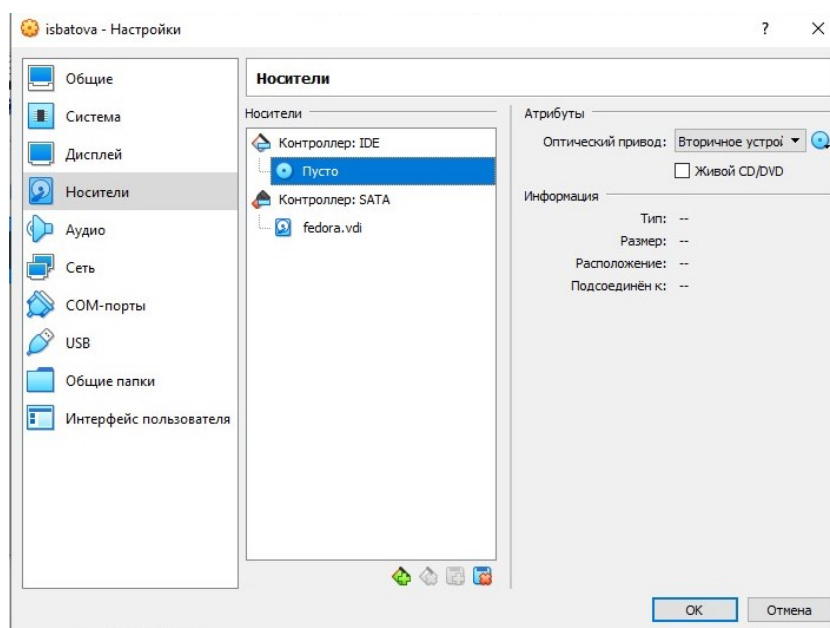 isbatova - Настройки
?
Общие
Система
Дисплей
Носители
Аудио
Сеть
COM-порты
USB
Общие папки
Интерфейс пользователя
Носители
Носители
Контроллер: IDE
Пусто
Контроллер: SATA
fedora.vdi
Атрибуты
Оптический привод: Вторичное устрої
Живой CD/DVD
Информация
Тип: --
Размер: --
Расположение: --
Подсоединён к: --
OK
Отмена